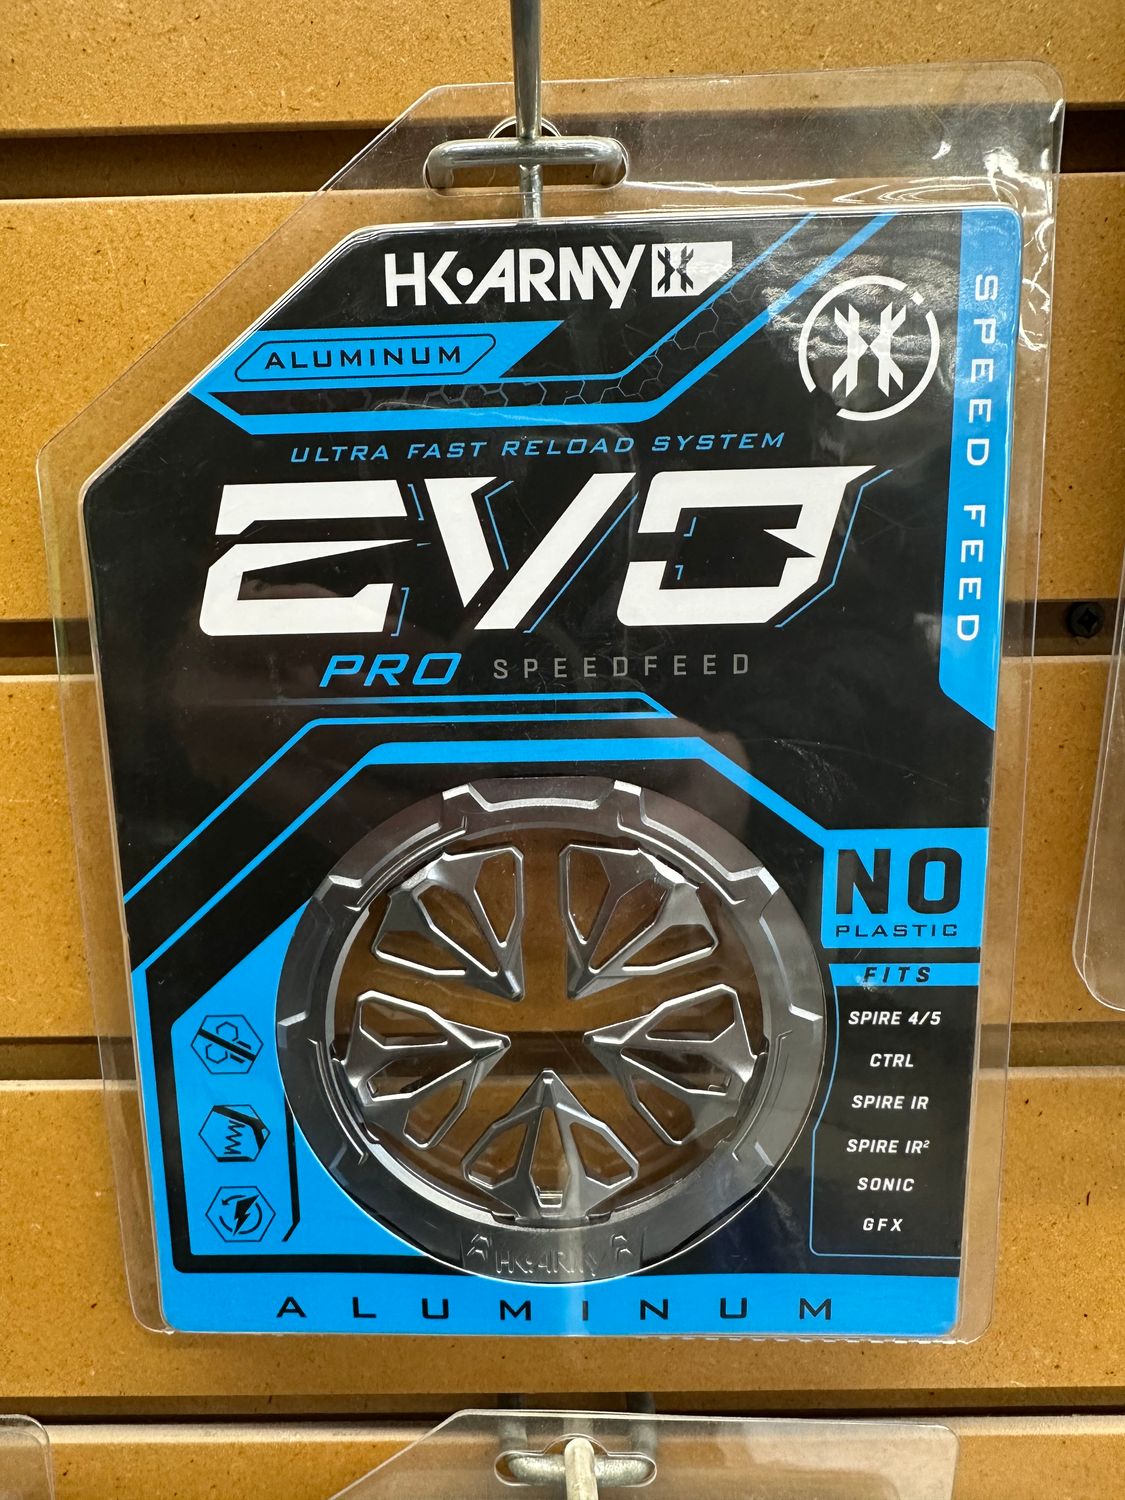 HK·ARMY
ALUMINUM
ULTRA FAST RELOAD SYSTEM
EVO
PRO SPEEDFEED
SPEED FEED
NO
PLASTIC
FITS
SPIRE 4/5
CTRL
SPIRE IR
SPIRE IR²
SONIC
GFX
HK·ARMY
ALUMINUM